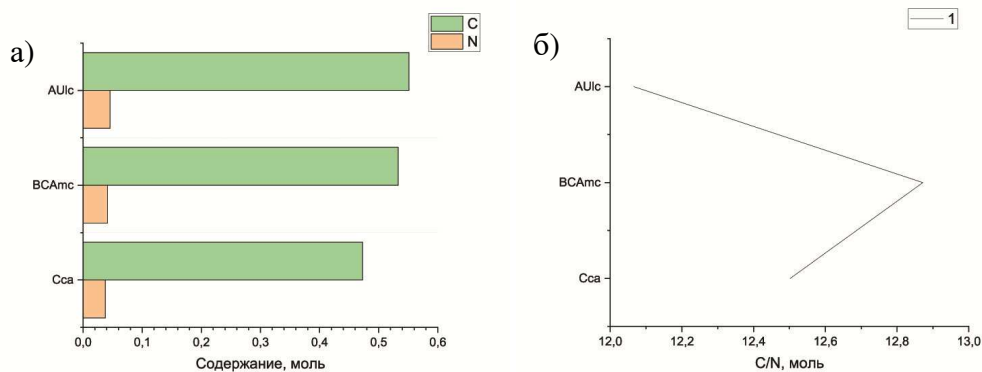 а)
C
N
AUlc
BCAmc
Cca
0,0 0,1 0,2 0,3 0,4 0,5 0,6
Содержание, моль
б)
1
AUlc
BCAmc
Cca
12,0 12,2 12,4 12,6 12,8 13,0
C/N, моль